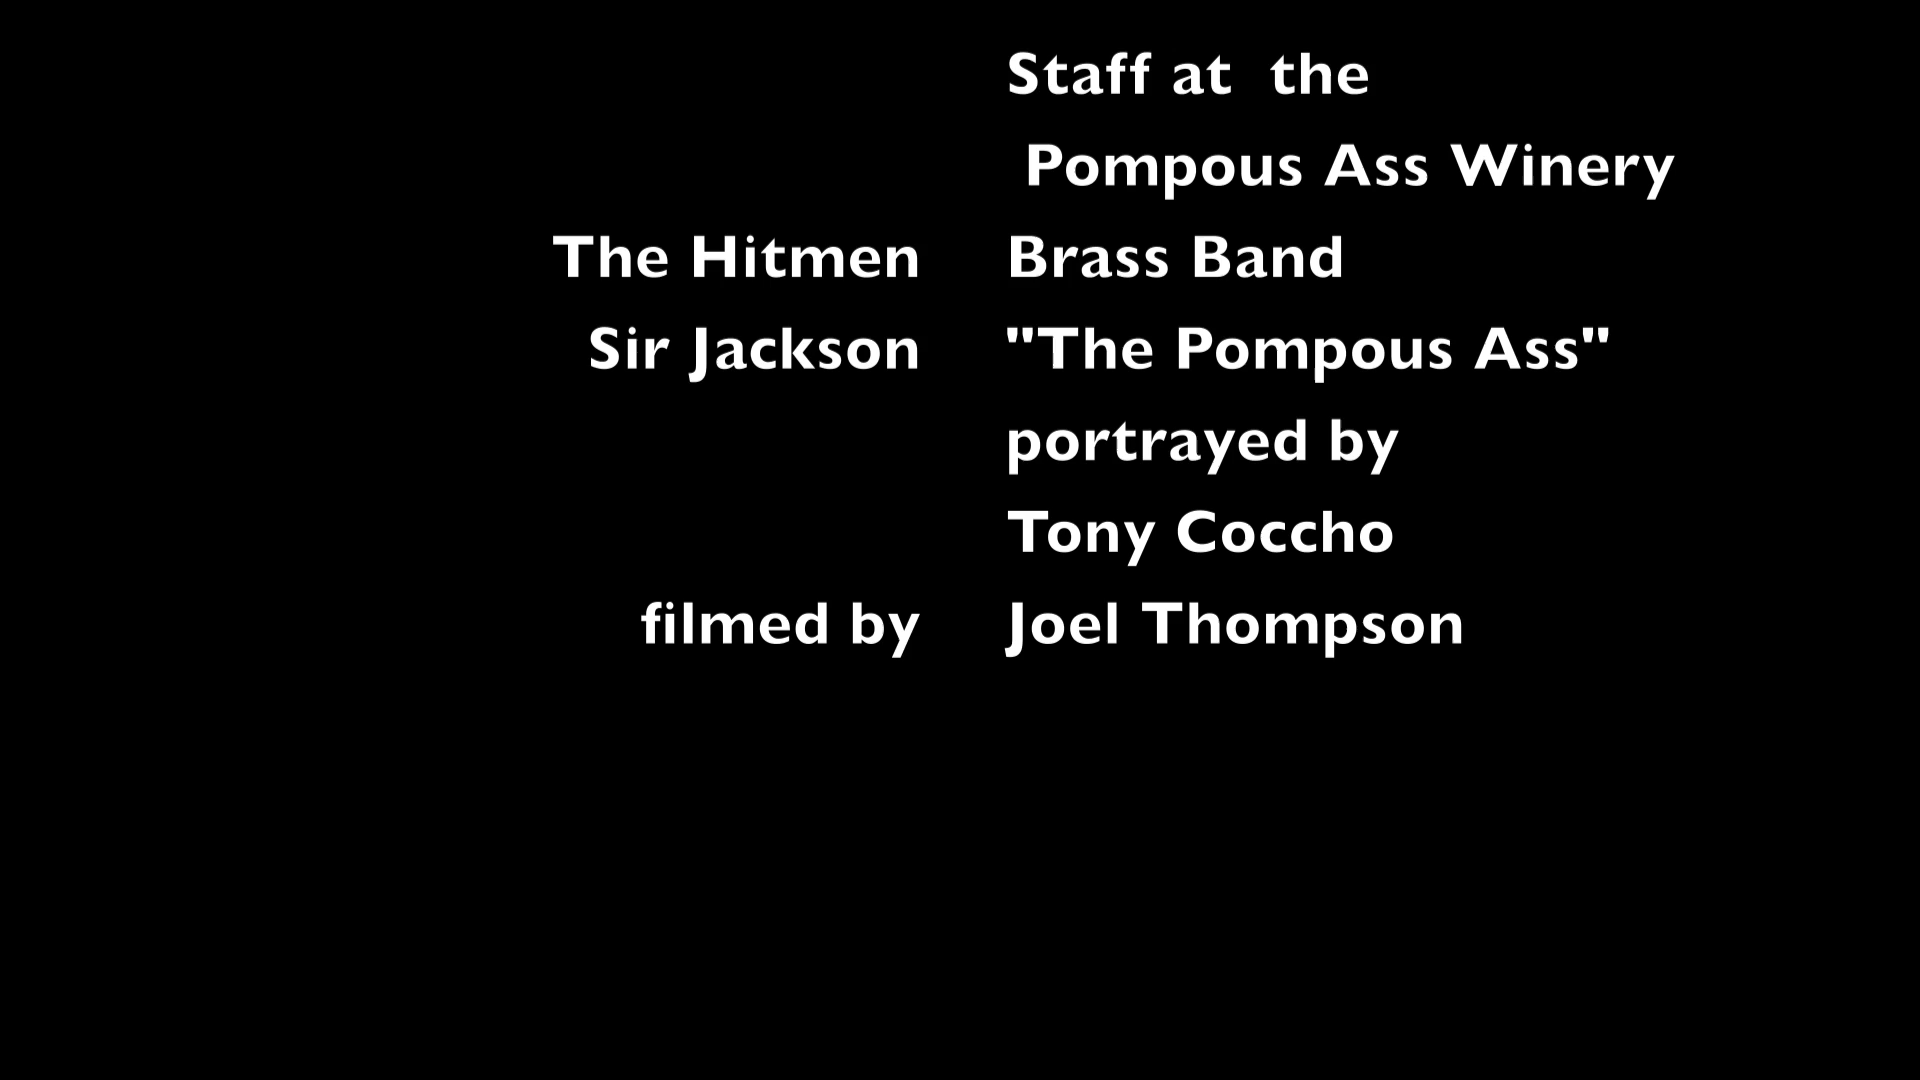 Staff at  the
Pompous Ass Winery
The Hitmen Brass Band
Sir Jackson "The Pompous Ass"
portrayed by
Tony Coccho
filmed by Joel Thompson